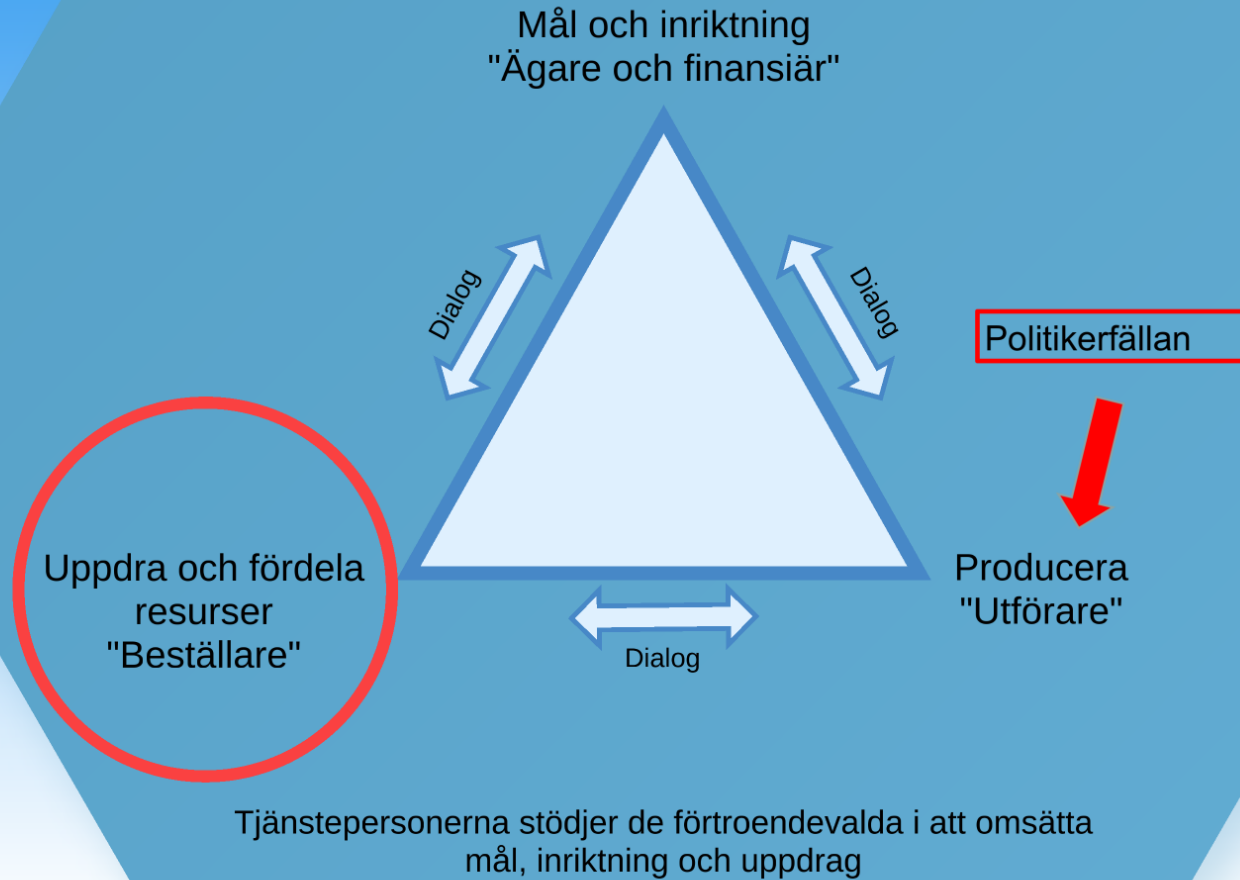 Mål och inriktning
"Ägare och finansiär"
Dialog
Dialog
Politikerfällan
Uppdra och fördela
resurser
"Beställare"
Producera
"Utförare"
Dialog
Tjänstepersonerna stödjer de förtroendevalda i att omsätta
mål, inriktning och uppdrag